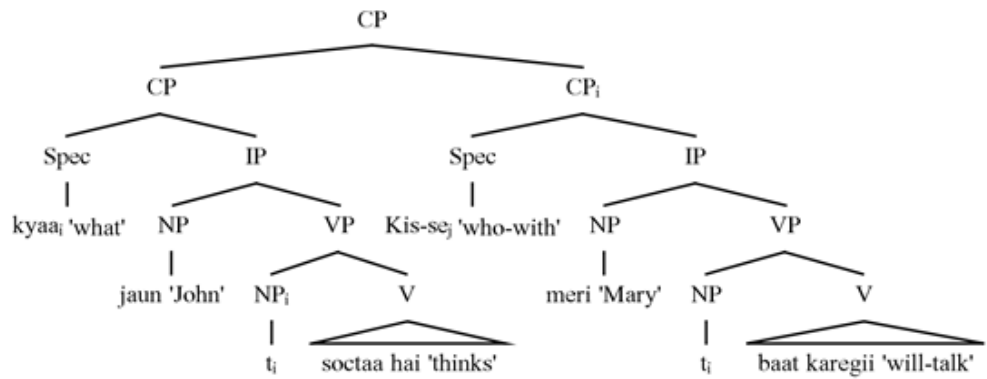 CP
CP CPᵢ
Spec IP Spec IP
kyaaᵢ 'what' NP VP Kis-seⱼ 'who-with' NP VP
jaun 'John' NPᵢ V meri 'Mary' NP V
tᵢ soctaa hai 'thinks' tᵢ baat karegii 'will-talk'